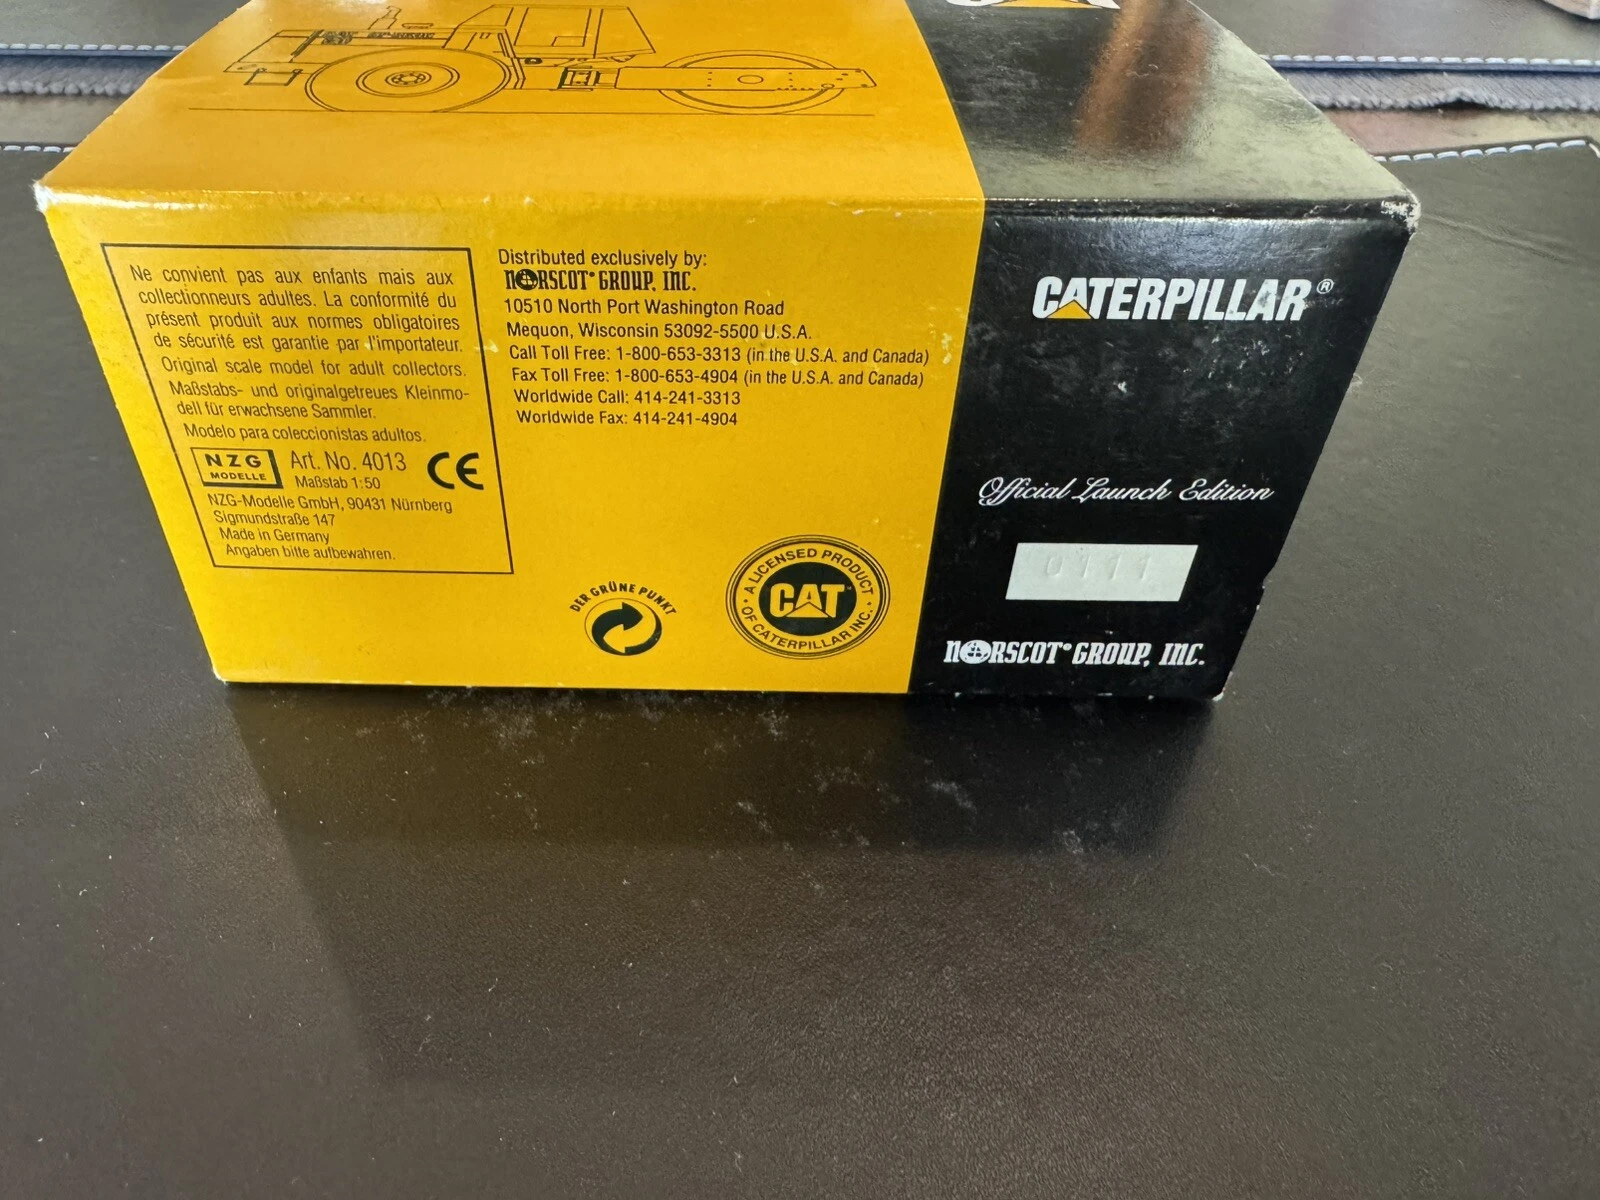 Ne convient pas aux enfants mais aux
collectionneurs adultes. La conformité du
présent produit aux normes obligatoires
de sécurité est garantie par l'importateur.
Original scale model for adult collectors.
Maßstabs- und originalgetreues Kleinmo-
dell für erwachsene Sammler.
Modelo para coleccionistas adultos.
NZG
MODELLE
Art. No. 4013
Maßstab 1:50
CE
NZG-Modelle GmbH, 90431 Nürnberg
Sigmundstraße 147
Made in Germany
Angaben bitte aufbewahren.
Distributed exclusively by:
NORSCOT® GROUP, INC.
10510 North Port Washington Road
Mequon, Wisconsin 53092-5500 U.S.A.
Call Toll Free: 1-800-653-3313 (in the U.S.A. and Canada)
Fax Toll Free: 1-800-653-4904 (in the U.S.A. and Canada)
Worldwide Call: 414-241-3313
Worldwide Fax: 414-241-4904
DER GRÜNE PUNKT
A LICENSED PRODUCT
CAT
OF CATERPILLAR INC.
CATERPILLAR®
Official Launch Edition
0111
NORSCOT® GROUP, INC.